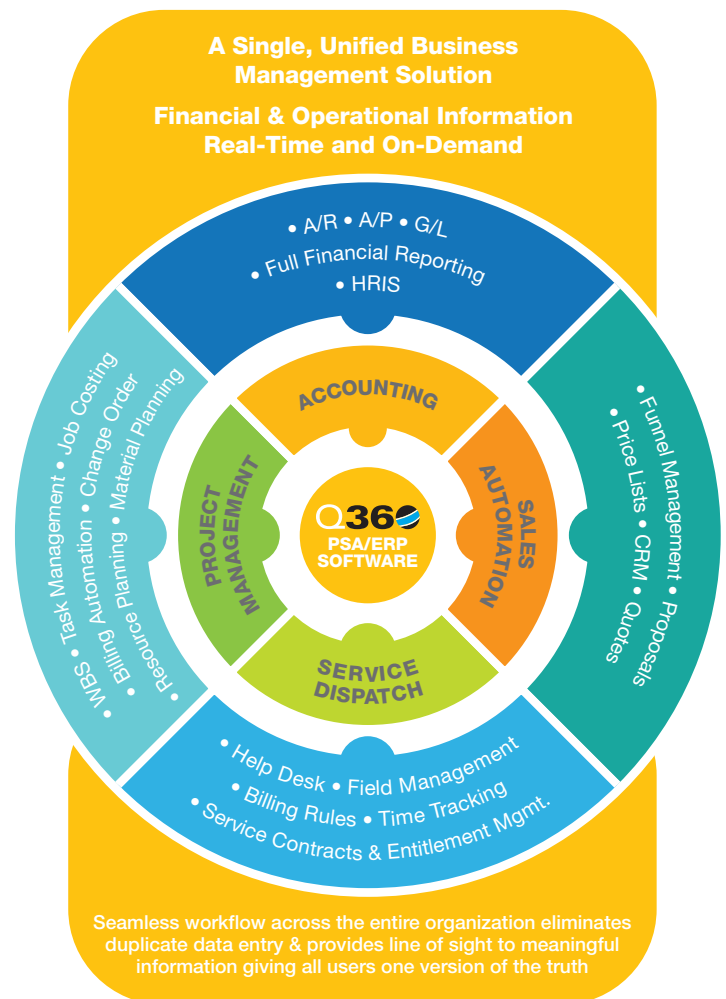 A Single, Unified Business
Management Solution
Financial & Operational Information
Real-Time and On-Demand
• A/R • A/P • G/L
• Full Financial Reporting
• HRIS
ACCOUNTING
• WBS • Task Management • Job Costing
• Billing Automation • Change Order
• Resource Planning • Material Planning
PROJECT
MANAGEMENT
Q360
PSA/ERP
SOFTWARE
SALES
AUTOMATION
• Funnel Management • Proposals
• Price Lists • CRM • Quotes
SERVICE
DISPATCH
• Help Desk • Field Management
• Billing Rules • Time Tracking
• Service Contracts & Entitlement Mgmt.
Seamless workflow across the entire organization eliminates
duplicate data entry & provides line of sight to meaningful
information giving all users one version of the truth